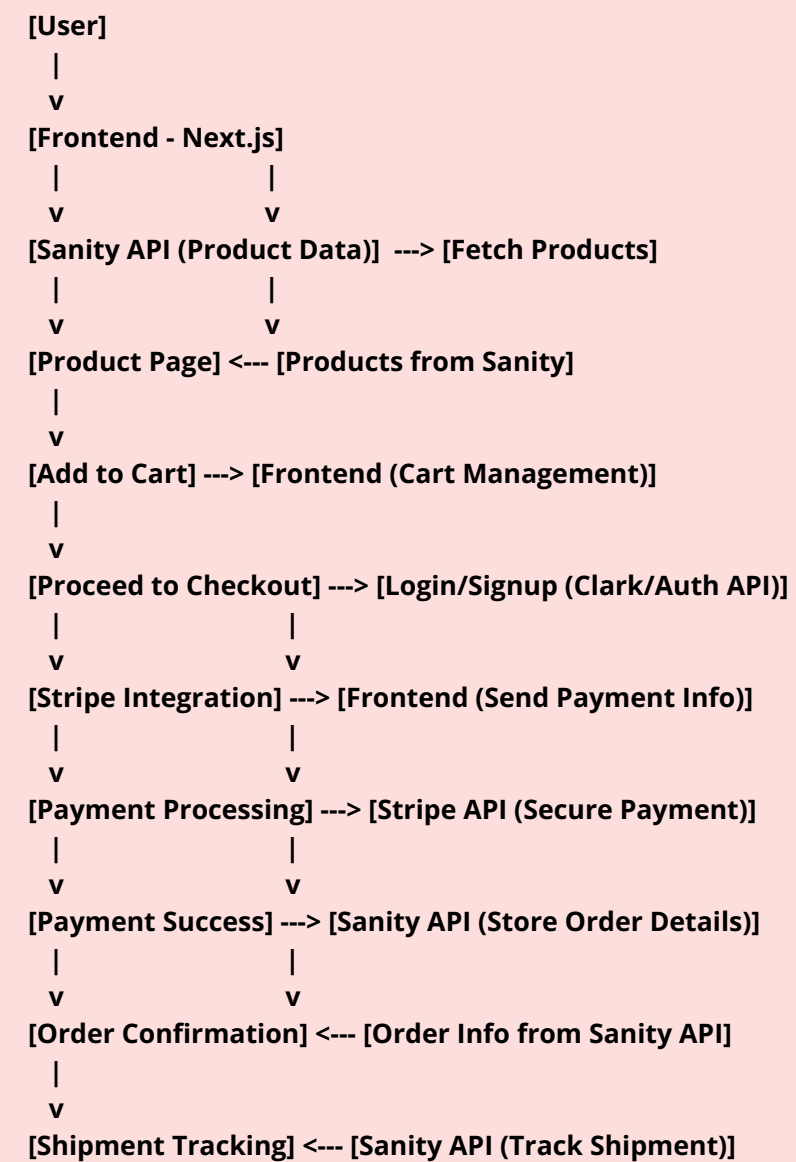 [User]
|
v
[Frontend - Next.js]
| |
v v
[Sanity API (Product Data)] ---> [Fetch Products]
| |
v v
[Product Page] <--- [Products from Sanity]
|
v
[Add to Cart] ---> [Frontend (Cart Management)]
|
v
[Proceed to Checkout] ---> [Login/Signup (Clark/Auth API)]
| |
v v
[Stripe Integration] ---> [Frontend (Send Payment Info)]
| |
v v
[Payment Processing] ---> [Stripe API (Secure Payment)]
| |
v v
[Payment Success] ---> [Sanity API (Store Order Details)]
| |
v v
[Order Confirmation] <--- [Order Info from Sanity API]
|
v
[Shipment Tracking] <--- [Sanity API (Track Shipment)]